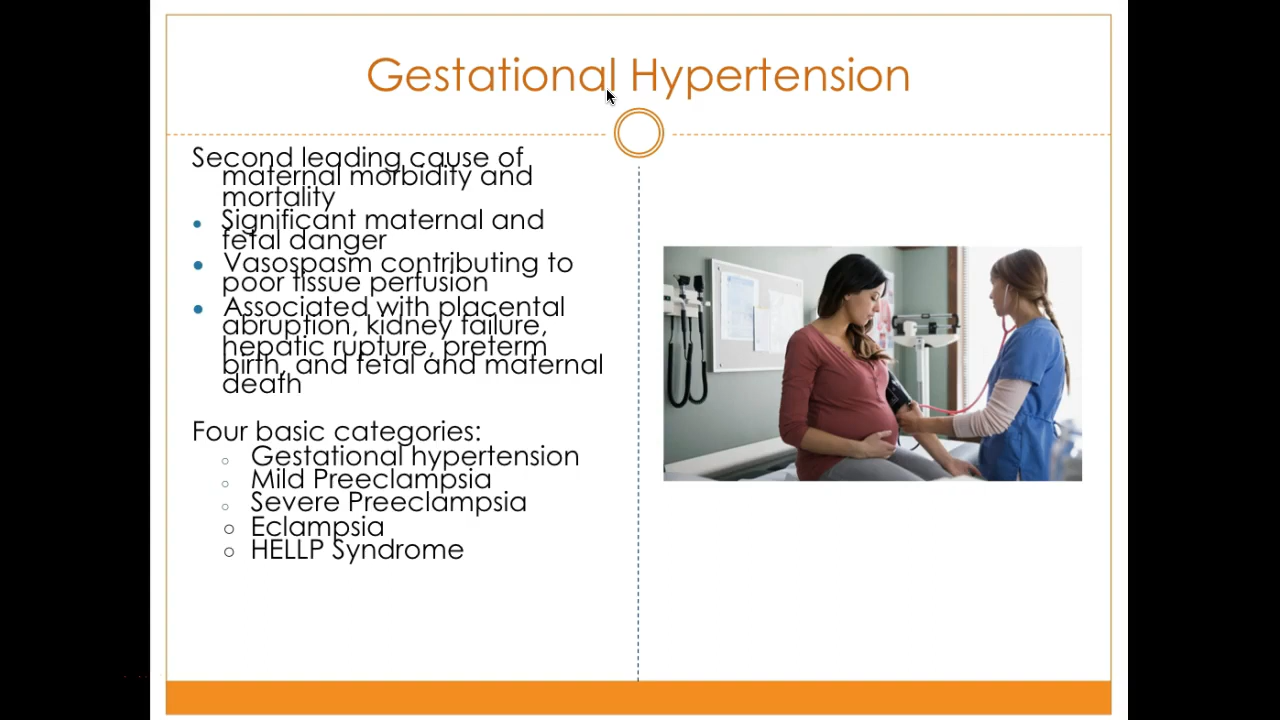 Gestational Hypertension
Second leading cause of
maternal morbidity and
mortality
• Significant maternal and
fetal danger
• Vasospasm contributing to
poor tissue perfusion
• Associated with placental
abruption, kidney failure,
hepatic rupture, preterm
birth, and fetal and maternal
death
Four basic categories:
○ Gestational hypertension
○ Mild Preeclampsia
○ Severe Preeclampsia
○ Eclampsia
○ HELLP Syndrome